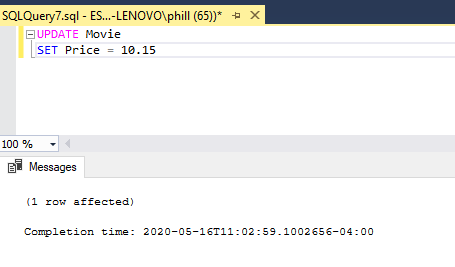 SQLQuery7.sql - ES...-LENOVO\phill (65))*
UPDATE Movie
SET Price = 10.15
100 %
Messages
(1 row affected)
Completion time: 2020-05-16T11:02:59.1002656-04:00